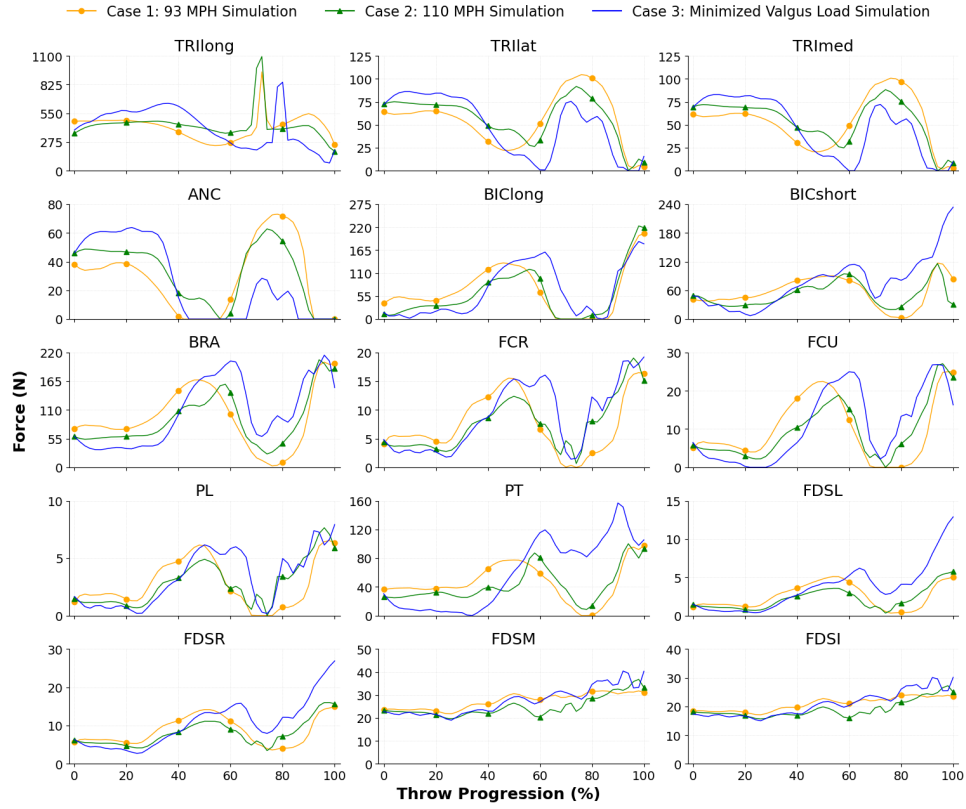 Case 1: 93 MPH Simulation Case 2: 110 MPH Simulation Case 3: Minimized Valgus Load Simulation
TRIlong TRIlat TRImed
1100 825 550 275 0
125 100 75 50 25 0
125 100 75 50 25 0
ANC BIClong BICshort
80 60 40 20 0
275 220 165 110 55 0
240 180 120 60 0
BRA FCR FCU
220 165 110 55 0
20 15 10 5 0
30 20 10 0
Force (N)
PL PT FDSL
10 5 0
160 120 80 40 0
15 10 5 0
FDSR FDSM FDSI
30 20 10 0
50 40 30 20 10 0
40 30 20 10 0
0 20 40 60 80 100 0 20 40 60 80 100 0 20 40 60 80 100
Throw Progression (%)